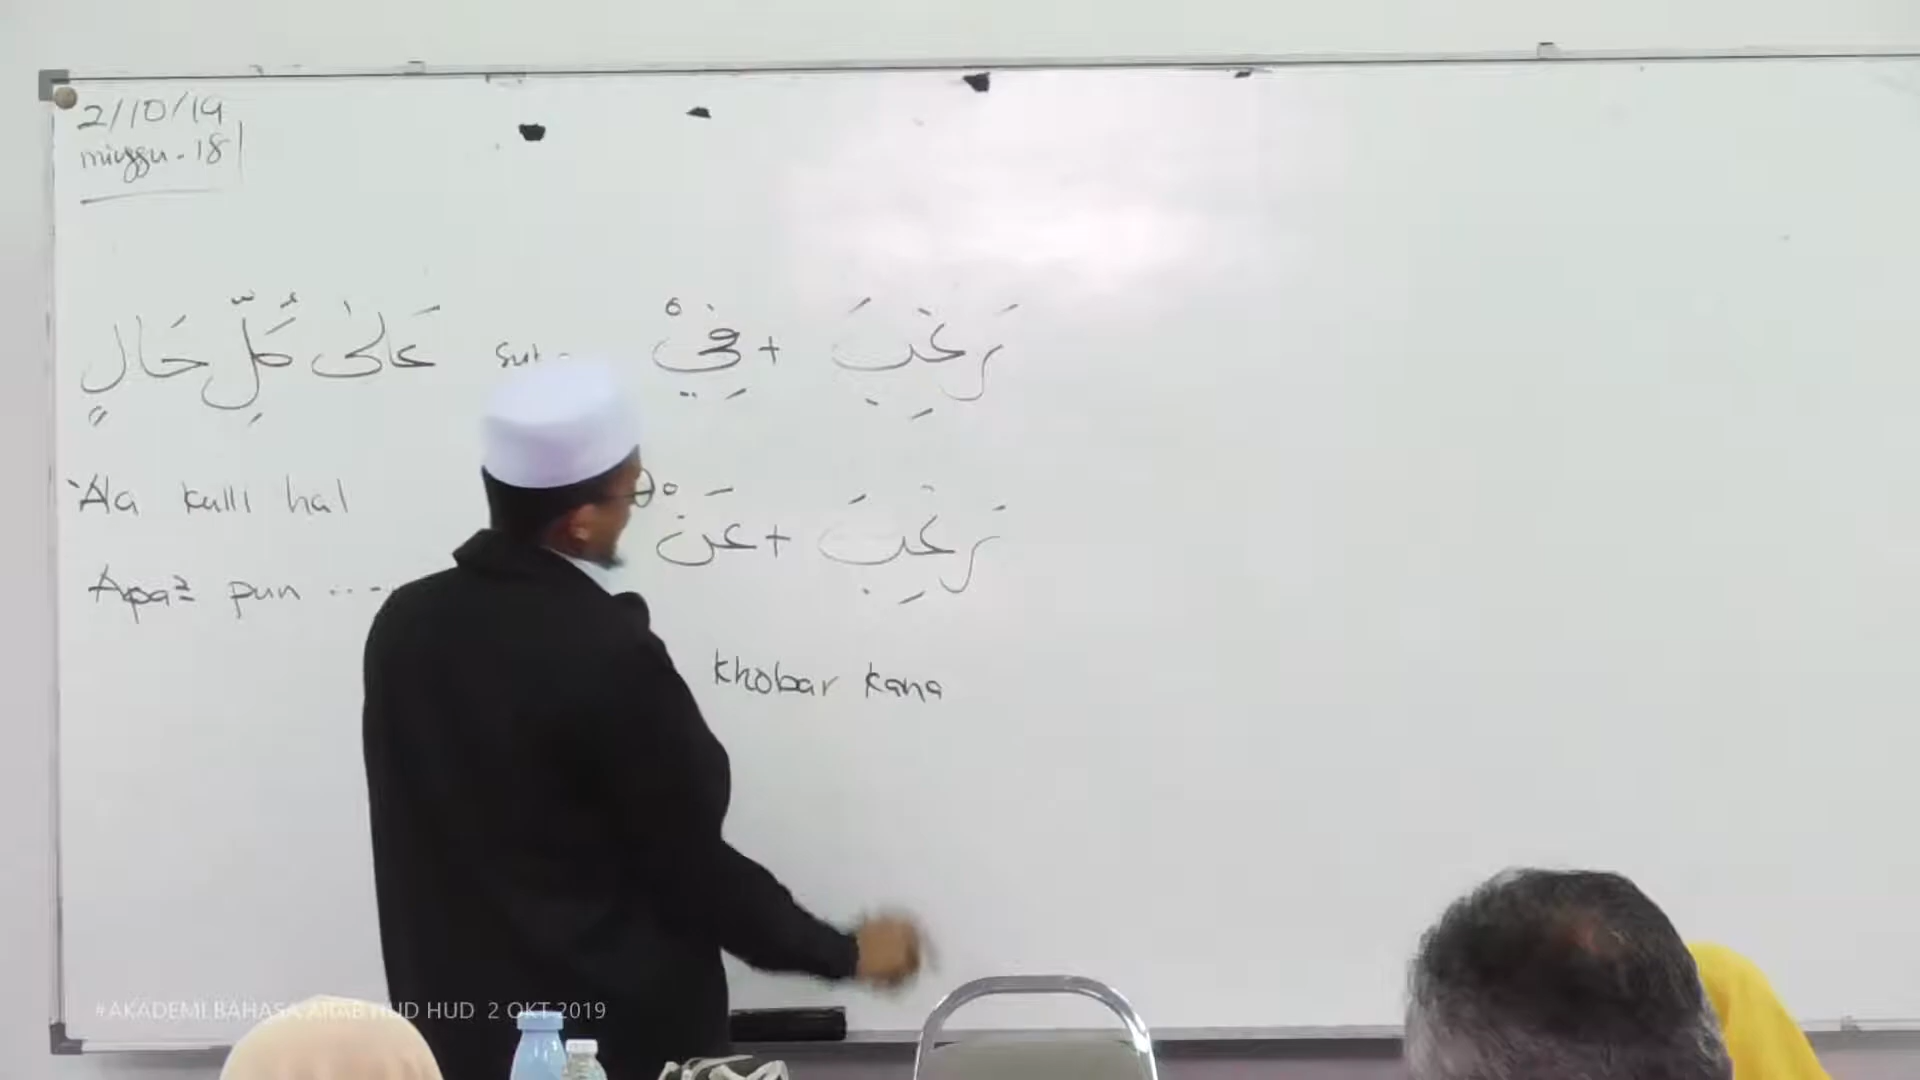 2/10/19
minggu - 18
عَلىٰ كُلِّ حَالٍ
رَغِبَ + فِيْ
'Ala kulli hal
رَغِبَ + عَنْ
Apa2 pun ....
khobar kana
#AKADEMI BAHASA ARAB HUD HUD 2 OKT 2019